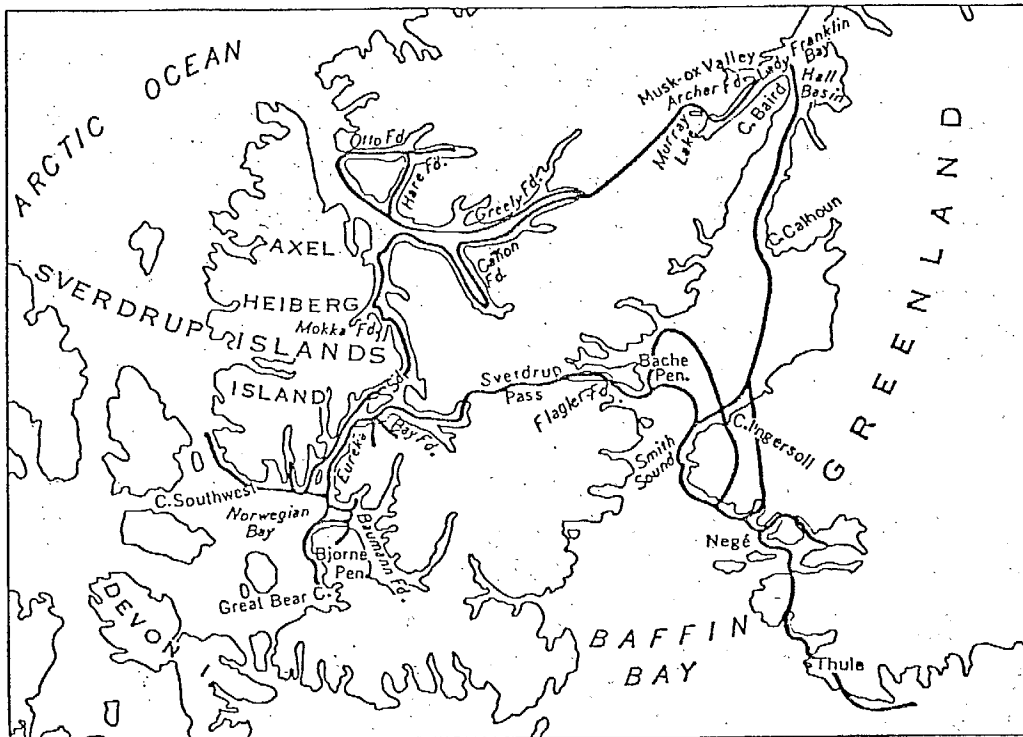 ARCTIC OCEAN
Musk-ox Valley
Archer Fd.
Lady Franklin Bay
Hall Basin
C. Baird
Murray Lake
Otto Fd
Hare Fd.
Greely Fd.
Cañon Fd.
C. Calhoun
GREENLAND
AXEL
HEIBERG
ISLAND
SVERDRUP ISLANDS
Mokka Fd.
Sverdrup Pass
Bache Pen.
Flagler Fd.
C. Ingersoll
Smith Sound
Eureka Sd.
Bay Fd.
C. Southwest
Norwegian Bay
Baumann Fd.
Bjorne Pen.
Great Bear C.
DEVON I.
Negé
BAFFIN BAY
Thule